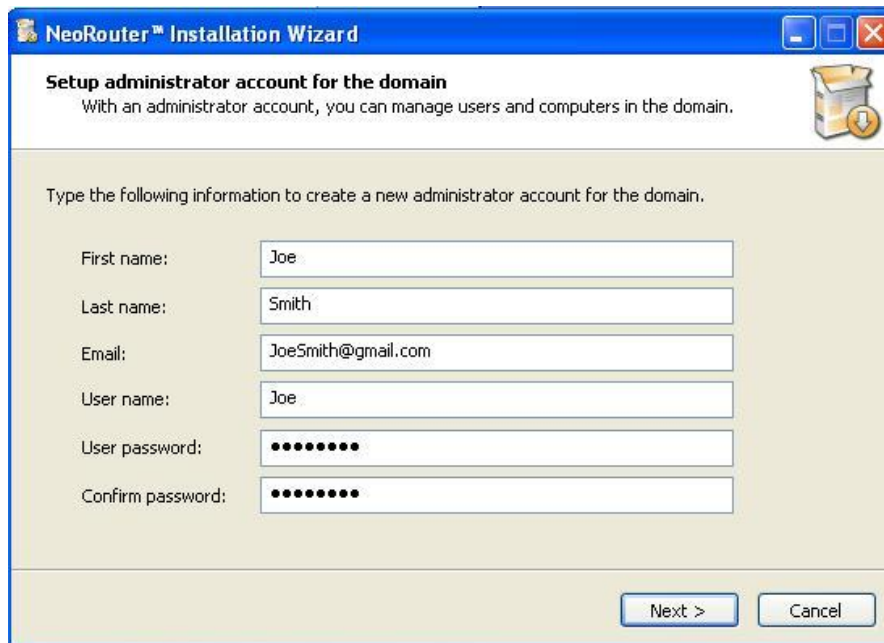 NeoRouter™ Installation Wizard
Setup administrator account for the domain
With an administrator account, you can manage users and computers in the domain.
Type the following information to create a new administrator account for the domain.
First name: Joe
Last name: Smith
Email: JoeSmith@gmail.com
User name: Joe
User password: ●●●●●●●●
Confirm password: ●●●●●●●●
Next > Cancel